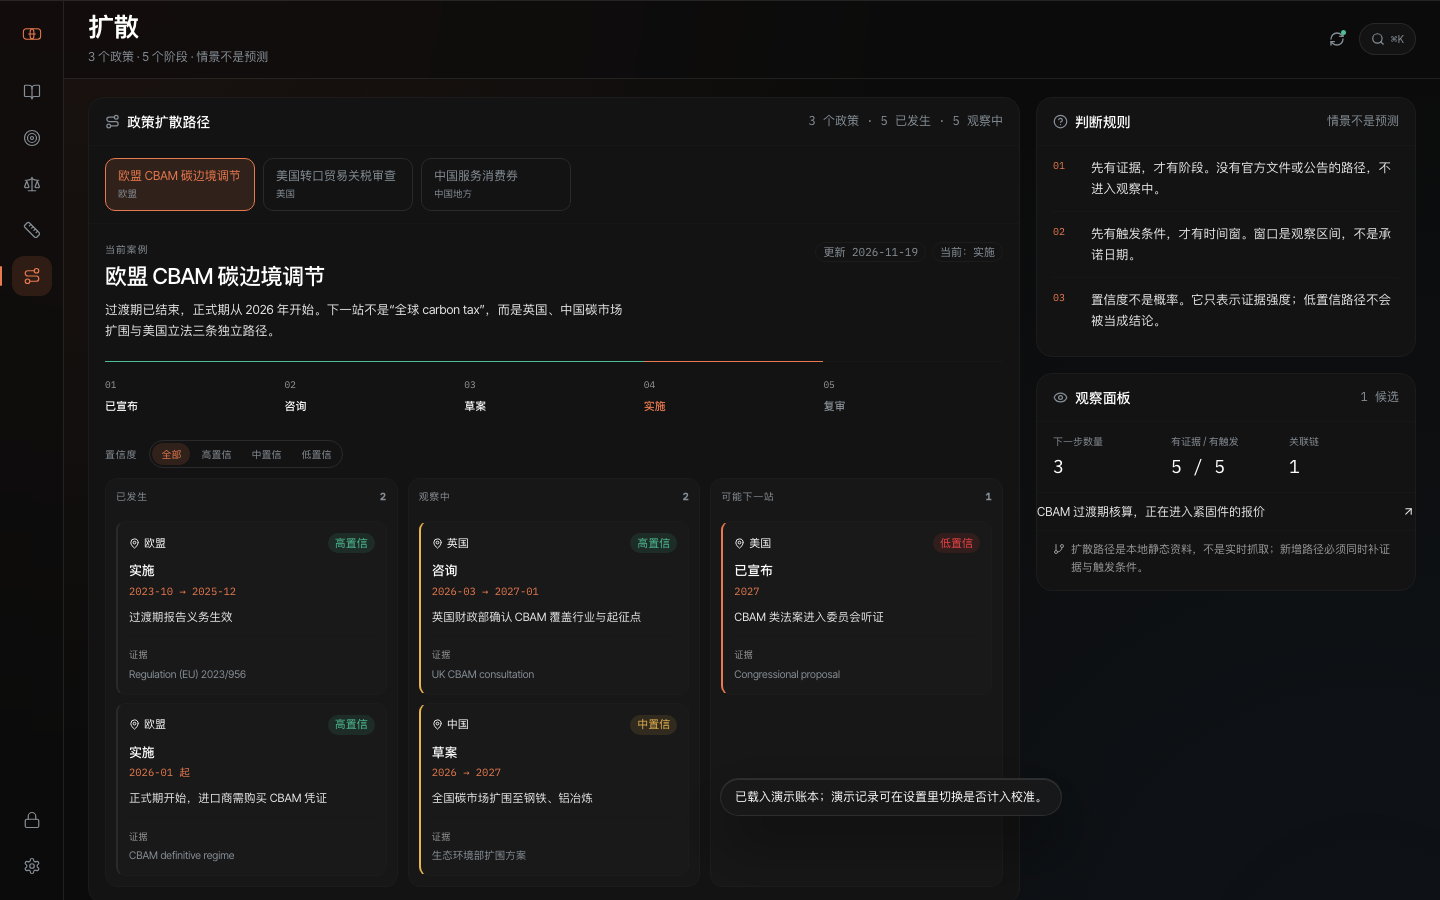 扩散
3 个政策 · 5 个阶段 · 情景不是预测
⌘K
政策扩散路径
3 个政策 · 5 已发生 · 5 观察中
欧盟 CBAM 碳边境调节
欧盟
美国转口贸易关税审查
美国
中国服务消费券
中国地方
当前案例
更新 2026-11-19
当前: 实施
欧盟 CBAM 碳边境调节
过渡期已结束，正式期从 2026 年开始。下一站不是“全球 carbon tax”，而是英国、中国碳市场
扩围与美国立法三条独立路径。
01
已宣布
02
咨询
03
草案
04
实施
05
复审
置信度
全部
高置信
中置信
低置信
已发生
2
欧盟
高置信
实施
2023-10 → 2025-12
过渡期报告义务生效
证据
Regulation (EU) 2023/956
欧盟
高置信
实施
2026-01 起
正式期开始，进口商需购买 CBAM 凭证
证据
CBAM definitive regime
观察中
2
英国
高置信
咨询
2026-03 → 2027-01
英国财政部确认 CBAM 覆盖行业与起征点
证据
UK CBAM consultation
中国
中置信
草案
2026 → 2027
全国碳市场扩围至钢铁、铝冶炼
证据
生态环境部扩围方案
可能下一站
1
美国
低置信
已宣布
2027
CBAM 类法案进入委员会听证
证据
Congressional proposal
判断规则
情景不是预测
01
先有证据，才有阶段。没有官方文件或公告的路径，不
进入观察中。
02
先有触发条件，才有时间窗。窗口是观察区间，不是承
诺日期。
03
置信度不是概率。它只表示证据强度；低置信路径不会
被当成结论。
观察面板
1 候选
下一步数量
3
有证据 / 有触发
5 / 5
关联链
1
CBAM 过渡期核算，正在进入紧固件的报价
扩散路径是本地静态资料，不是实时抓取；新增路径必须同时补证
据与触发条件。
已载入演示账本；演示记录可在设置里切换是否计入校准。